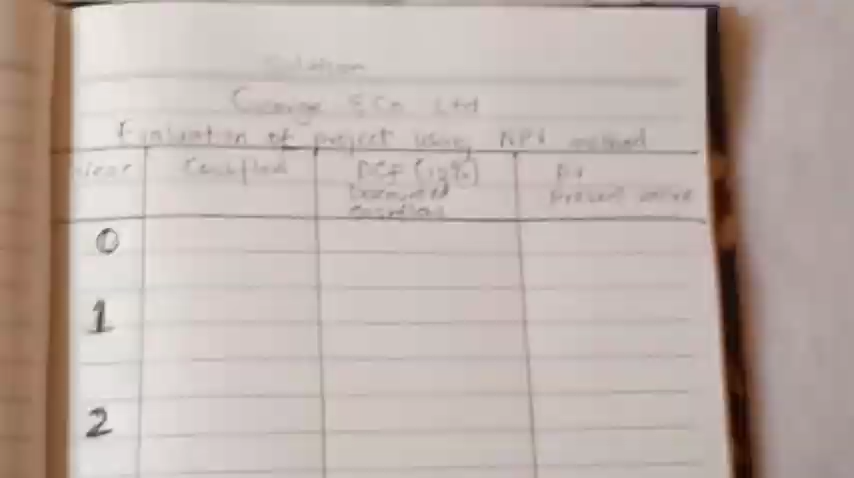 Solution
George & Co. Ltd
Evaluation of project using NPV method
Year Cashflow DCF (12%) PV
Discounted Present value
cashflow
0
1
2